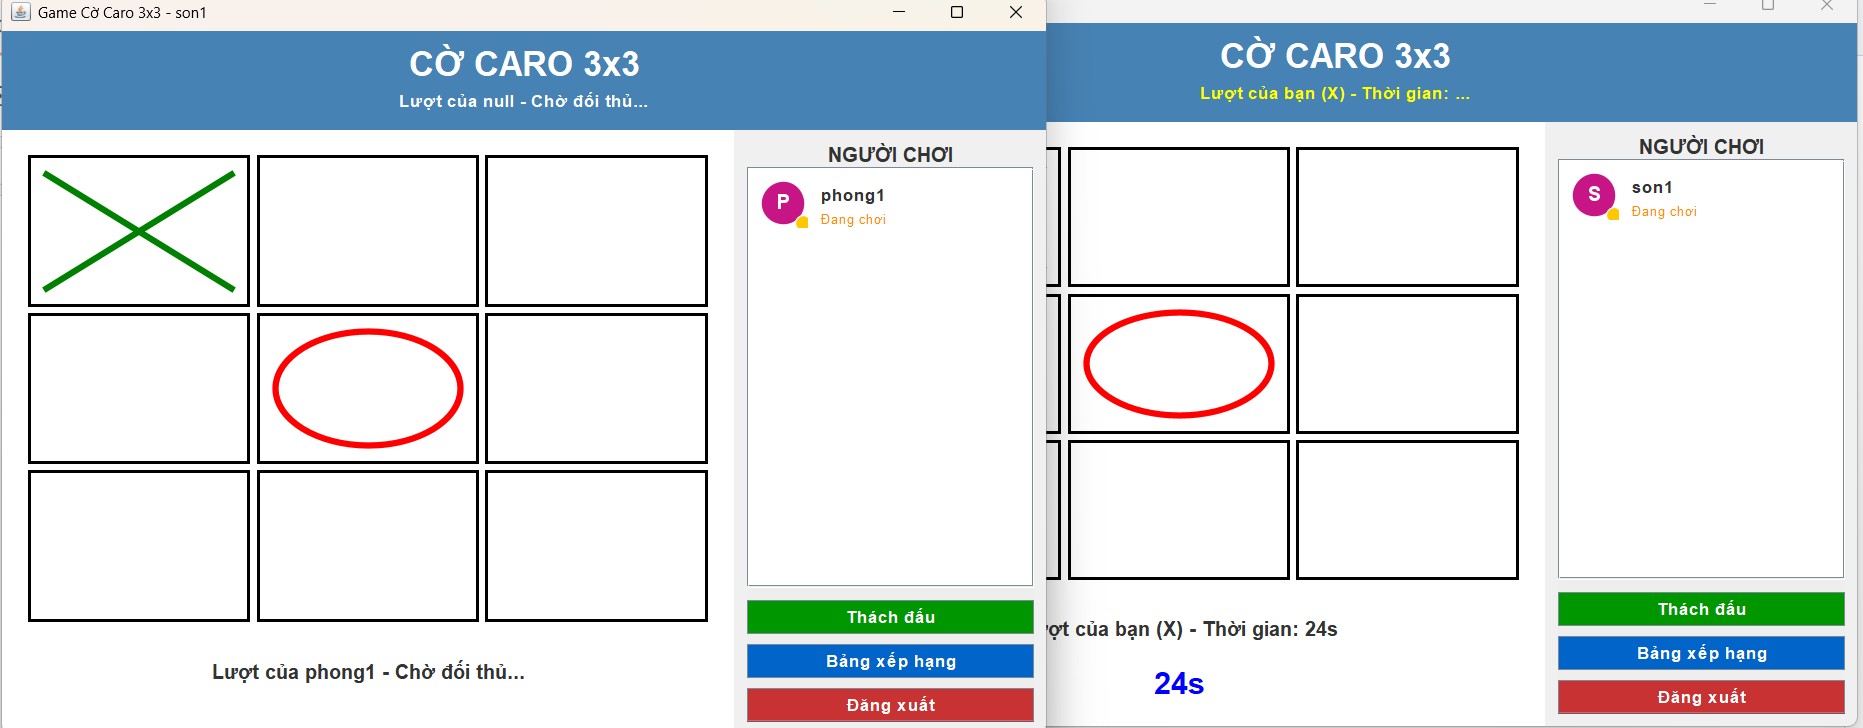 Game Cờ Caro 3x3 - son1
CỜ CARO 3x3
Lượt của null - Chờ đối thủ...
NGƯỜI CHƠI
P
phong1
Đang chơi
Lượt của phong1 - Chờ đối thủ...
Thách đấu
Bảng xếp hạng
Đăng xuất
CỜ CARO 3x3
Lượt của bạn (X) - Thời gian: ...
NGƯỜI CHƠI
S
son1
Đang chơi
của bạn (X) - Thời gian: 24s
24s
Thách đấu
Bảng xếp hạng
Đăng xuất